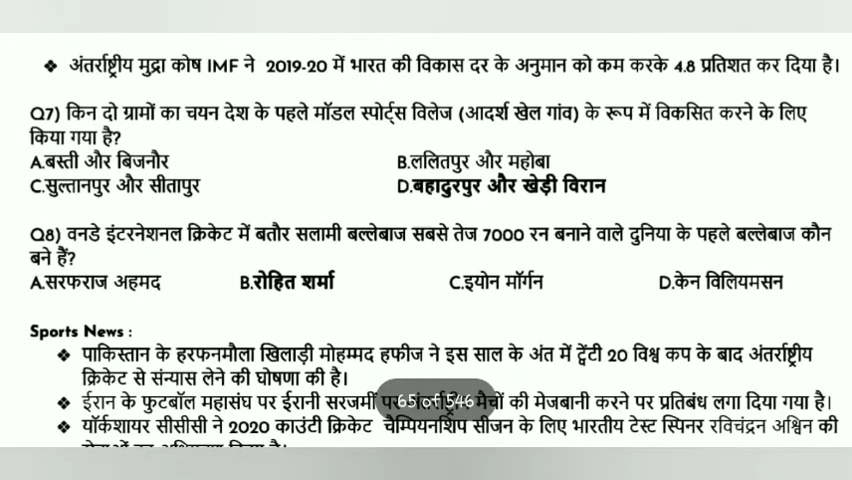 ❖ अंतर्राष्ट्रीय मुद्रा कोष IMF ने 2019-20 में भारत की विकास दर के अनुमान को कम करके 4.8 प्रतिशत कर दिया है।
Q7) किन दो ग्रामों का चयन देश के पहले मॉडल स्पोर्ट्स विलेज (आदर्श खेल गांव) के रूप में विकसित करने के लिए
किया गया है?
A.बस्ती और बिजनौर B.ललितपुर और महोबा
C.सुल्तानपुर और सीतापुर D.बहादुरपुर और खेड़ी विरान
Q8) वनडे इंटरनेशनल क्रिकेट में बतौर सलामी बल्लेबाज सबसे तेज 7000 रन बनाने वाले दुनिया के पहले बल्लेबाज कौन
बने हैं?
A.सरफराज अहमद B.रोहित शर्मा C.इयोन मॉर्गन D.केन विलियमसन
Sports News :
❖ पाकिस्तान के हरफनमौला खिलाड़ी मोहम्मद हफीज ने इस साल के अंत में ट्वेंटी 20 विश्व कप के बाद अंतर्राष्ट्रीय
क्रिकेट से संन्यास लेने की घोषणा की है।
❖ ईरान के फुटबॉल महासंघ पर ईरानी सरजमीं पर मैचों की मेजबानी करने पर प्रतिबंध लगा दिया गया है।
65 of 546
❖ यॉर्कशायर सीसीसी ने 2020 काउंटी क्रिकेट चैम्पियनशिप सीजन के लिए भारतीय टेस्ट स्पिनर रविचंद्रन अश्विन की